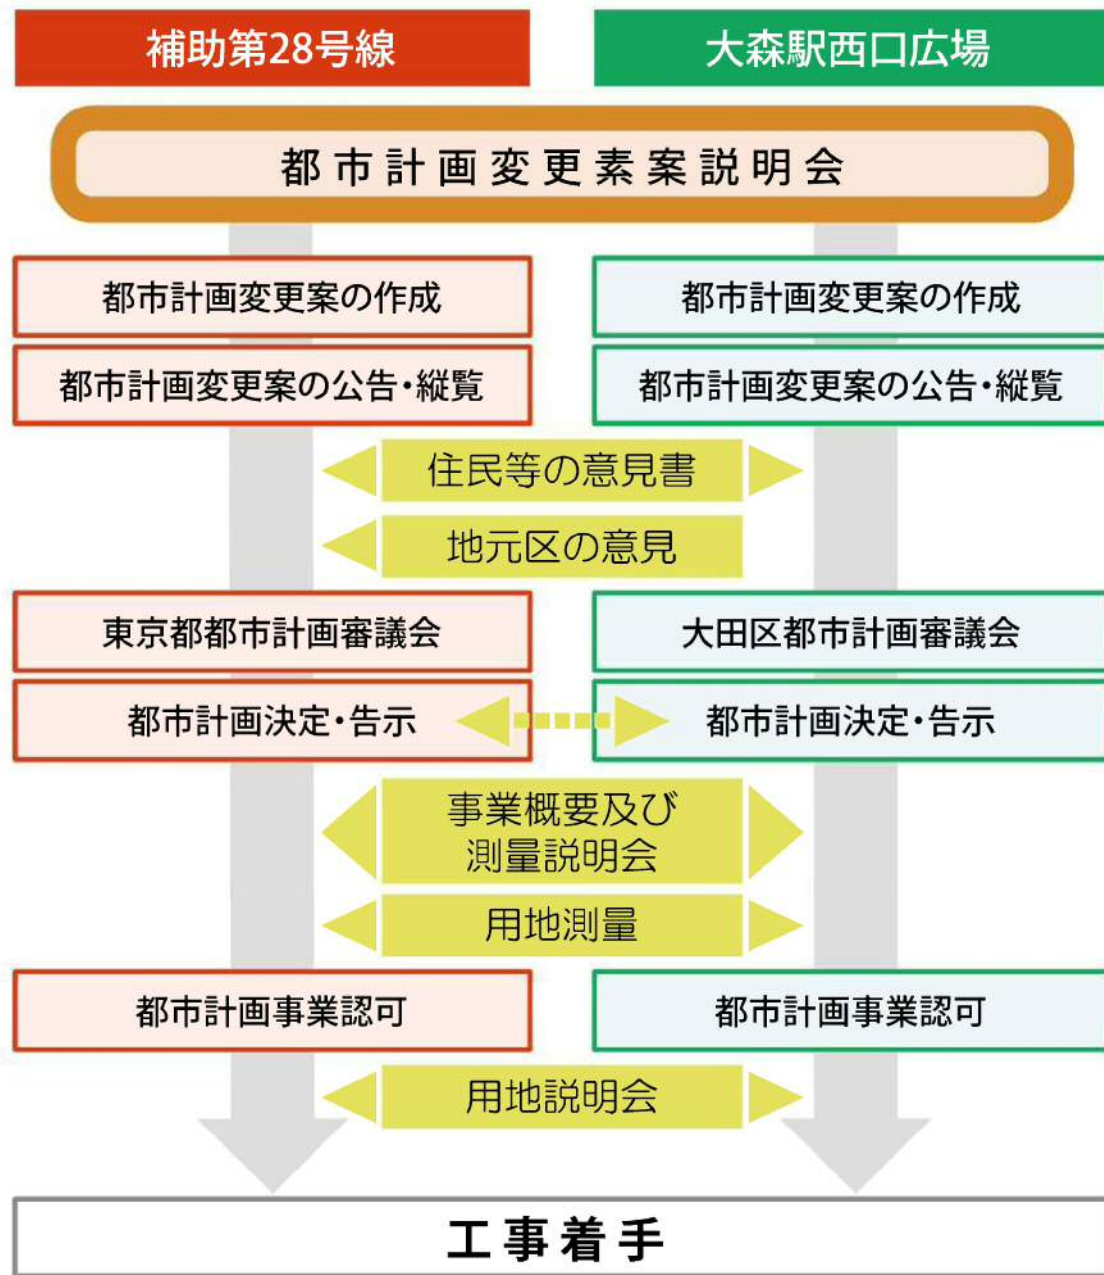 補助第28号線
大森駅西口広場
都市計画変更素案説明会
都市計画変更案の作成
都市計画変更案の作成
都市計画変更案の公告・縦覧
都市計画変更案の公告・縦覧
住民等の意見書
地元区の意見
東京都都市計画審議会
大田区都市計画審議会
都市計画決定・告示
都市計画決定・告示
事業概要及び
測量説明会
用地測量
都市計画事業認可
都市計画事業認可
用地説明会
工事着手